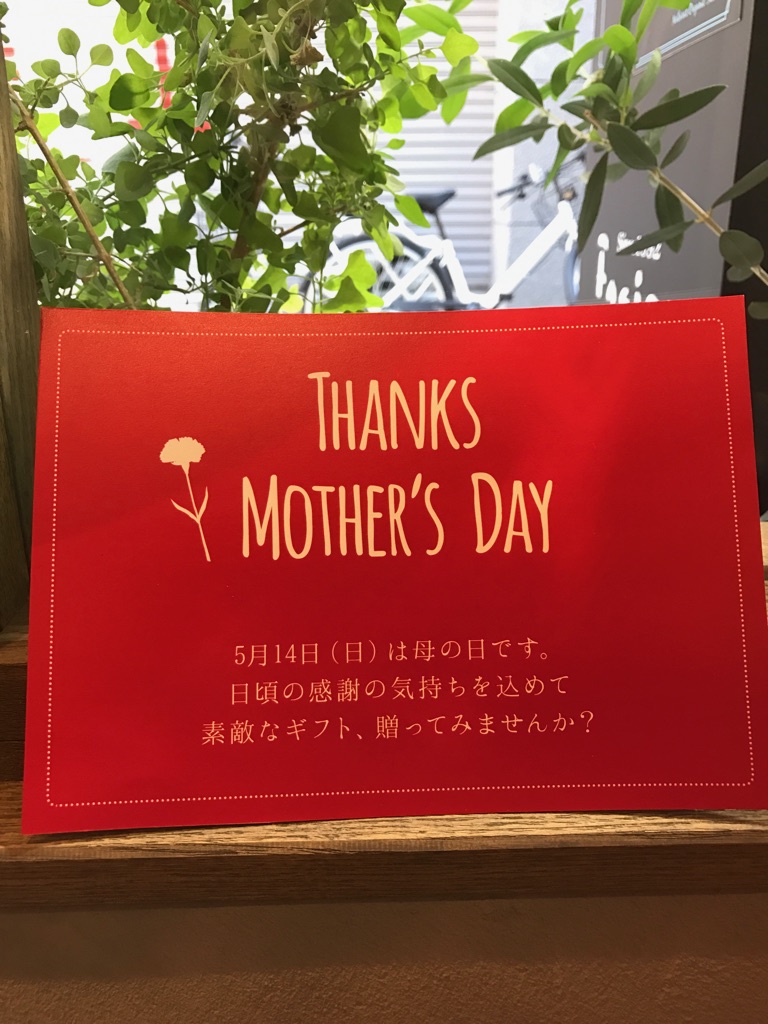 THANKS
MOTHER'S DAY
5月14日（日）は母の日です。
日頃の感謝の気持ちを込めて
素敵なギフト、贈ってみませんか？